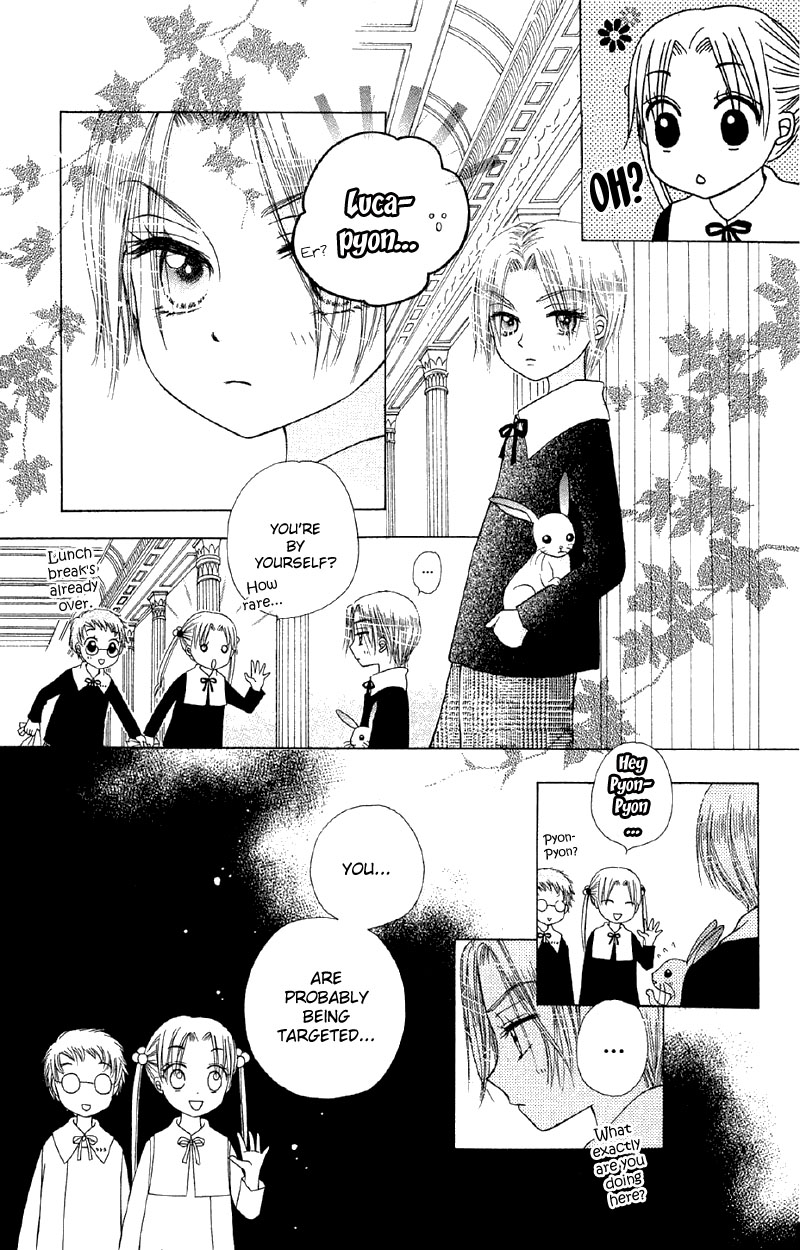 OH?
Luca-
pyon...
Er?
YOU'RE
BY
YOURSELF?
How
rare...
Lunch
break's
already
over.
...
Hey
Pyon-
Pyon
...
Pyon-
Pyon?
...
What
exactly
are you
doing
here?
YOU...
ARE
PROBABLY
BEING
TARGETED...